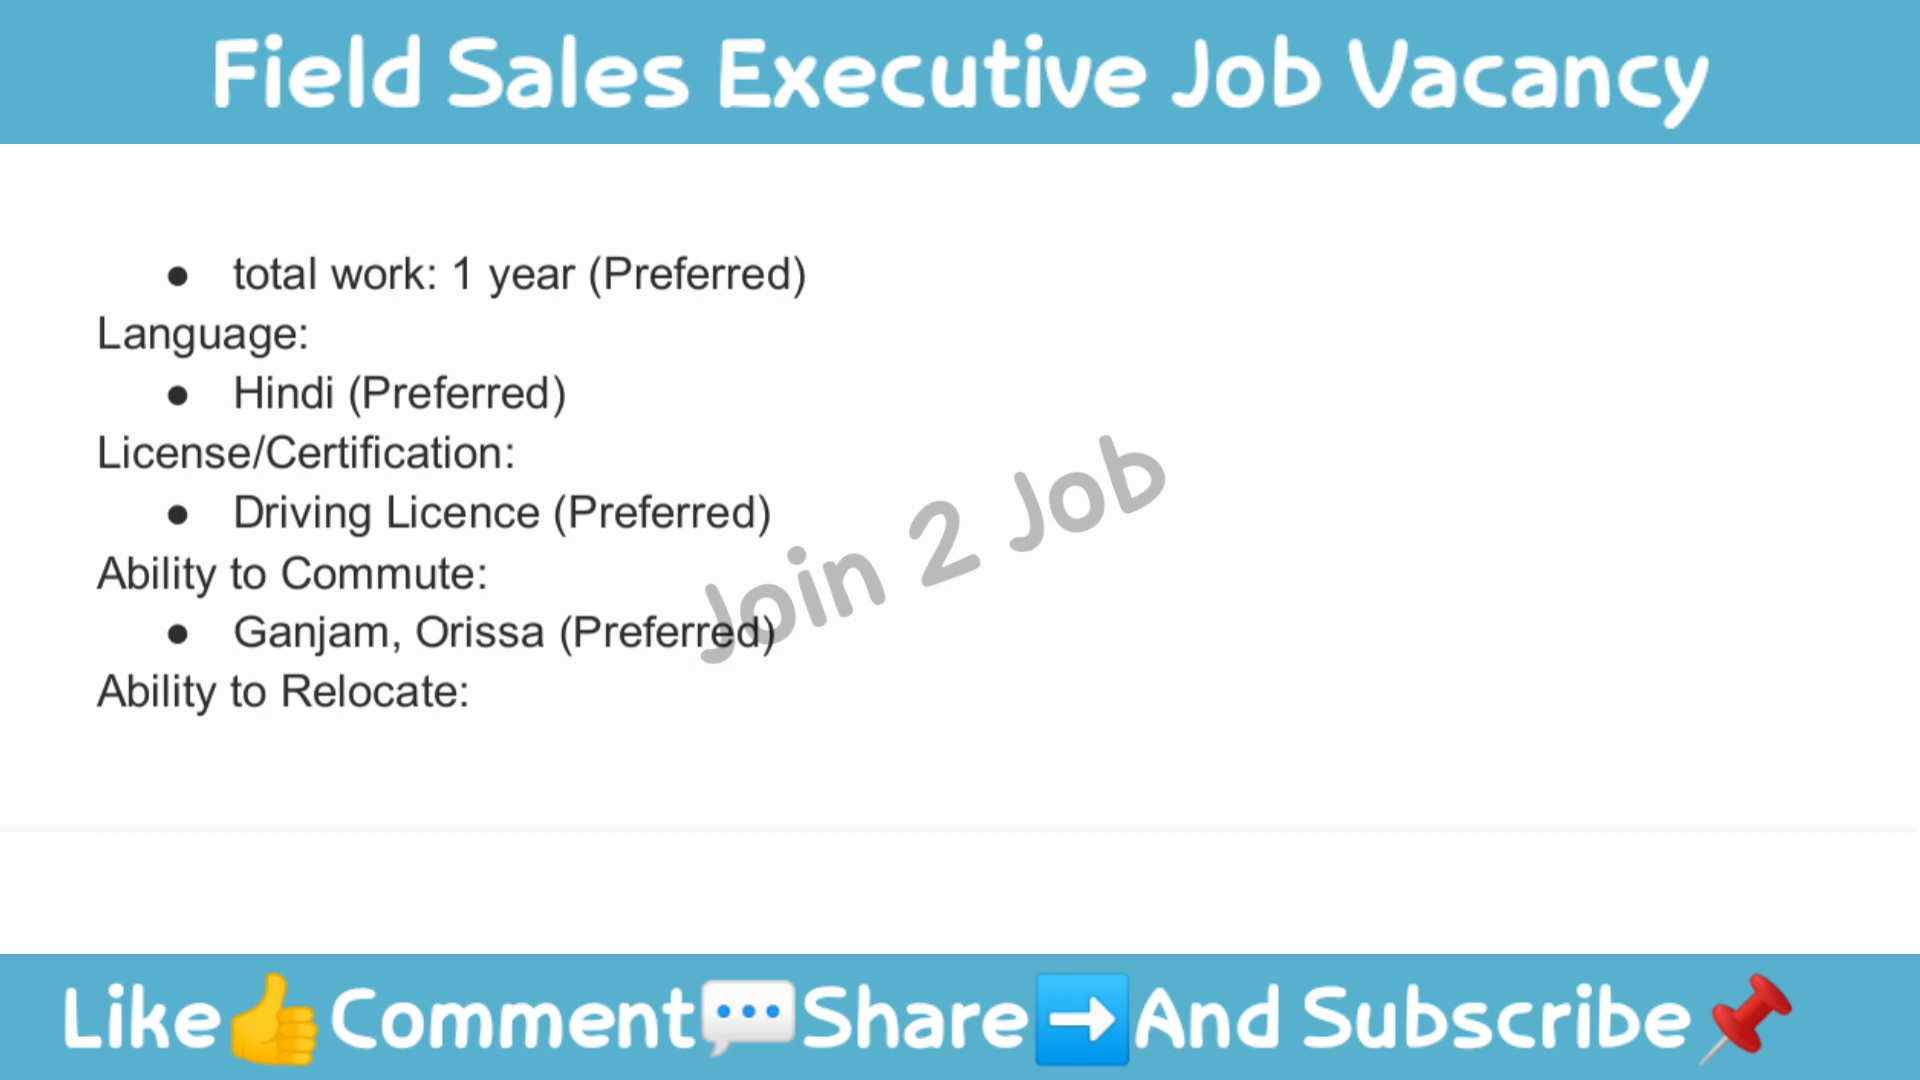 Field Sales Executive Job Vacancy
● total work: 1 year (Preferred)
Language:
● Hindi (Preferred)
License/Certification:
● Driving Licence (Preferred)
Ability to Commute:
● Ganjam, Orissa (Preferred)
Ability to Relocate:
Join 2 Job
Like👍Comment💬Share➡️And Subscribe📌